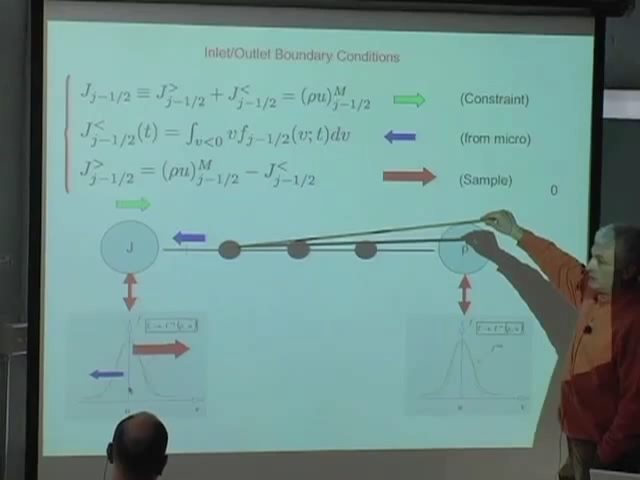 Inlet/Outlet Boundary Conditions
J_{j-1/2} ≡ J^>_{j-1/2} + J^<_{j-1/2} = (ρu)^M_{j-1/2} (Constraint)
J^<_{j-1/2}(t) = ∫_{v<0} v f_{j-1/2}(v; t)dv (from micro)
J^>_{j-1/2} = (ρu)^M_{j-1/2} − J^<_{j-1/2} (Sample)
0
J ρ